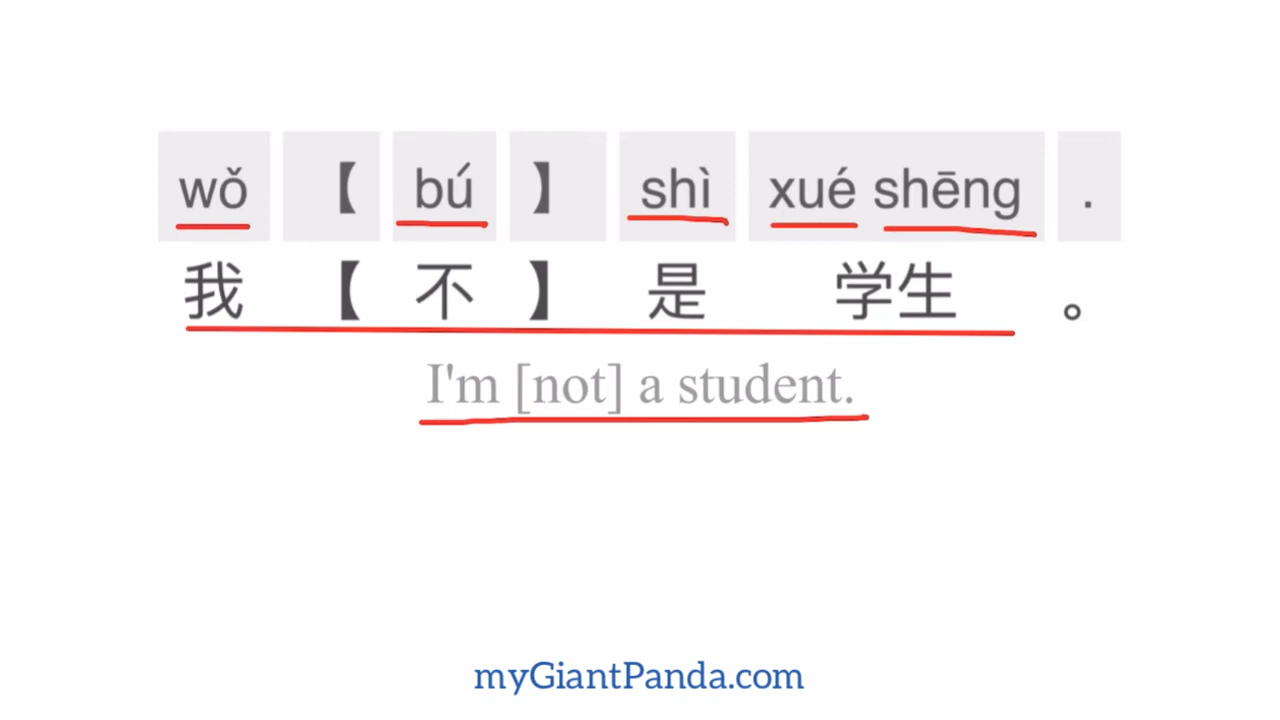 wǒ 【 bú 】 shì xué shēng .
我 【 不 】 是 学生 。
I'm [not] a student.
myGiantPanda.com